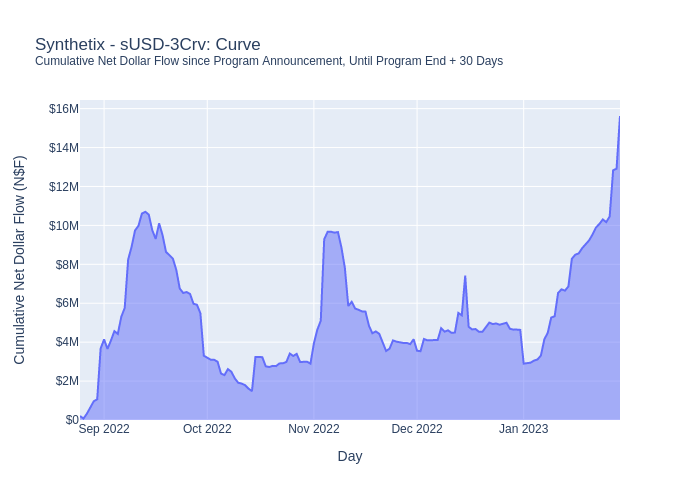 Synthetix - sUSD-3Crv: Curve
Cumulative Net Dollar Flow since Program Announcement, Until Program End + 30 Days
Cumulative Net Dollar Flow (N$F)
$16M
$14M
$12M
$10M
$8M
$6M
$4M
$2M
$0
Sep 2022
Oct 2022
Nov 2022
Dec 2022
Jan 2023
Day